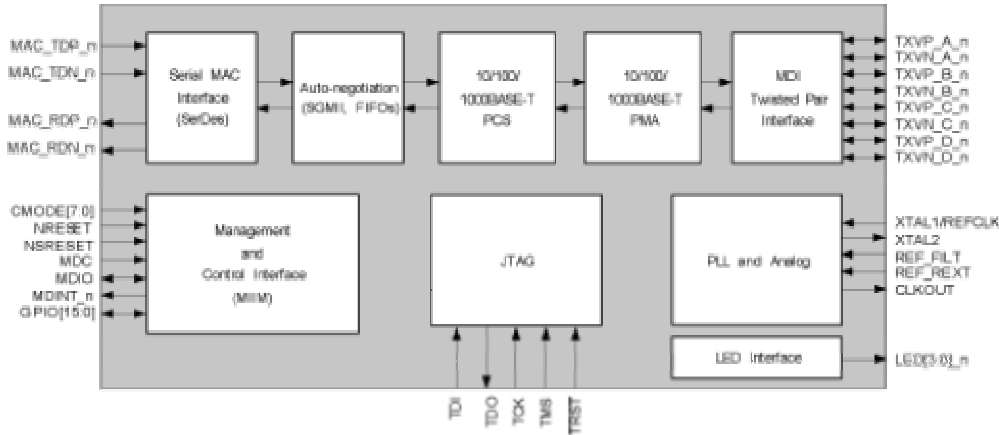 MAC_TDP_n
MAC_TDN_n
MAC_RDP_n
MAC_RDN_n
Serial MAC
Interface
(SerDes)
Auto-negotiation
(SGMII, FIFOs)
10/100/
1000BASE-T
PCS
10/100/
1000BASE-T
PMA
MDI
Twisted Pair
Interface
TXVP_A_n
TXVN_A_n
TXVP_B_n
TXVN_B_n
TXVP_C_n
TXVN_C_n
TXVP_D_n
TXVN_D_n
CMODE[7:0]
NRESET
NSRESET
MDC
MDIO
MDINT_n
GPIO[15:0]
Management
and
Control Interface
(MIIM)
JTAG
PLL and Analog
XTAL1/REFCLK
XTAL2
REF_FILT
REF_REXT
CLKOUT
LED Interface
LED[3:0]_n
TDI
TDO
TCK
TMS
TRST